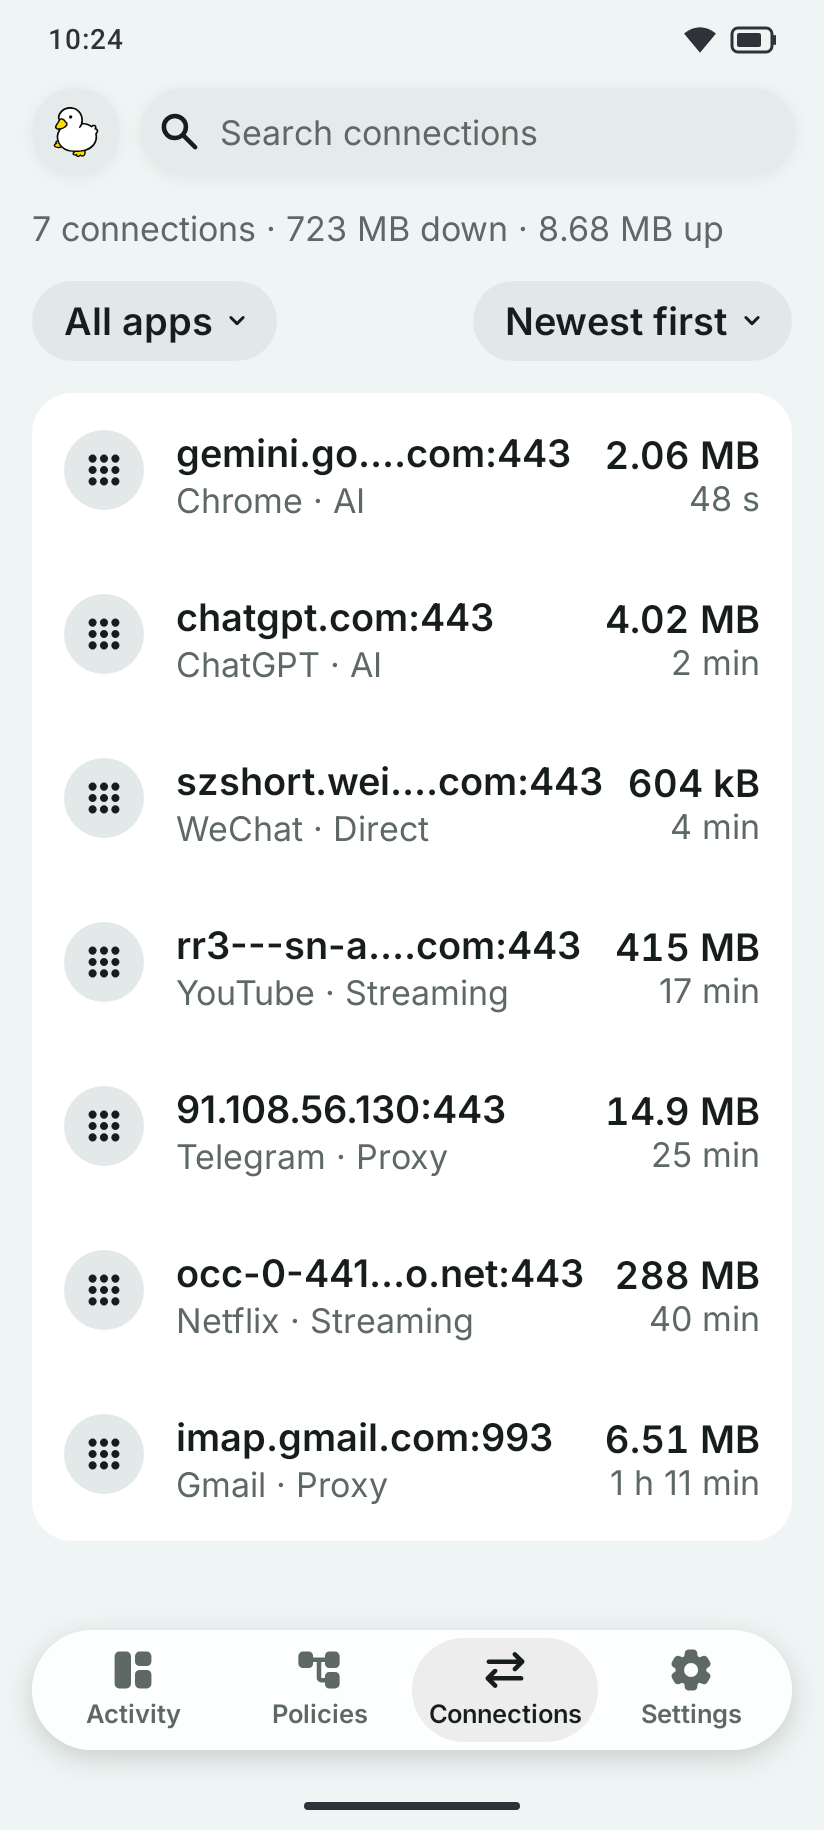 10:24
Search connections
7 connections · 723 MB down · 8.68 MB up
All apps
Newest first
gemini.go....com:443 2.06 MB
Chrome · AI 48 s
chatgpt.com:443 4.02 MB
ChatGPT · AI 2 min
szshort.wei....com:443 604 kB
WeChat · Direct 4 min
rr3---sn-a....com:443 415 MB
YouTube · Streaming 17 min
91.108.56.130:443 14.9 MB
Telegram · Proxy 25 min
occ-0-441...o.net:443 288 MB
Netflix · Streaming 40 min
imap.gmail.com:993 6.51 MB
Gmail · Proxy 1 h 11 min
Activity Policies Connections Settings